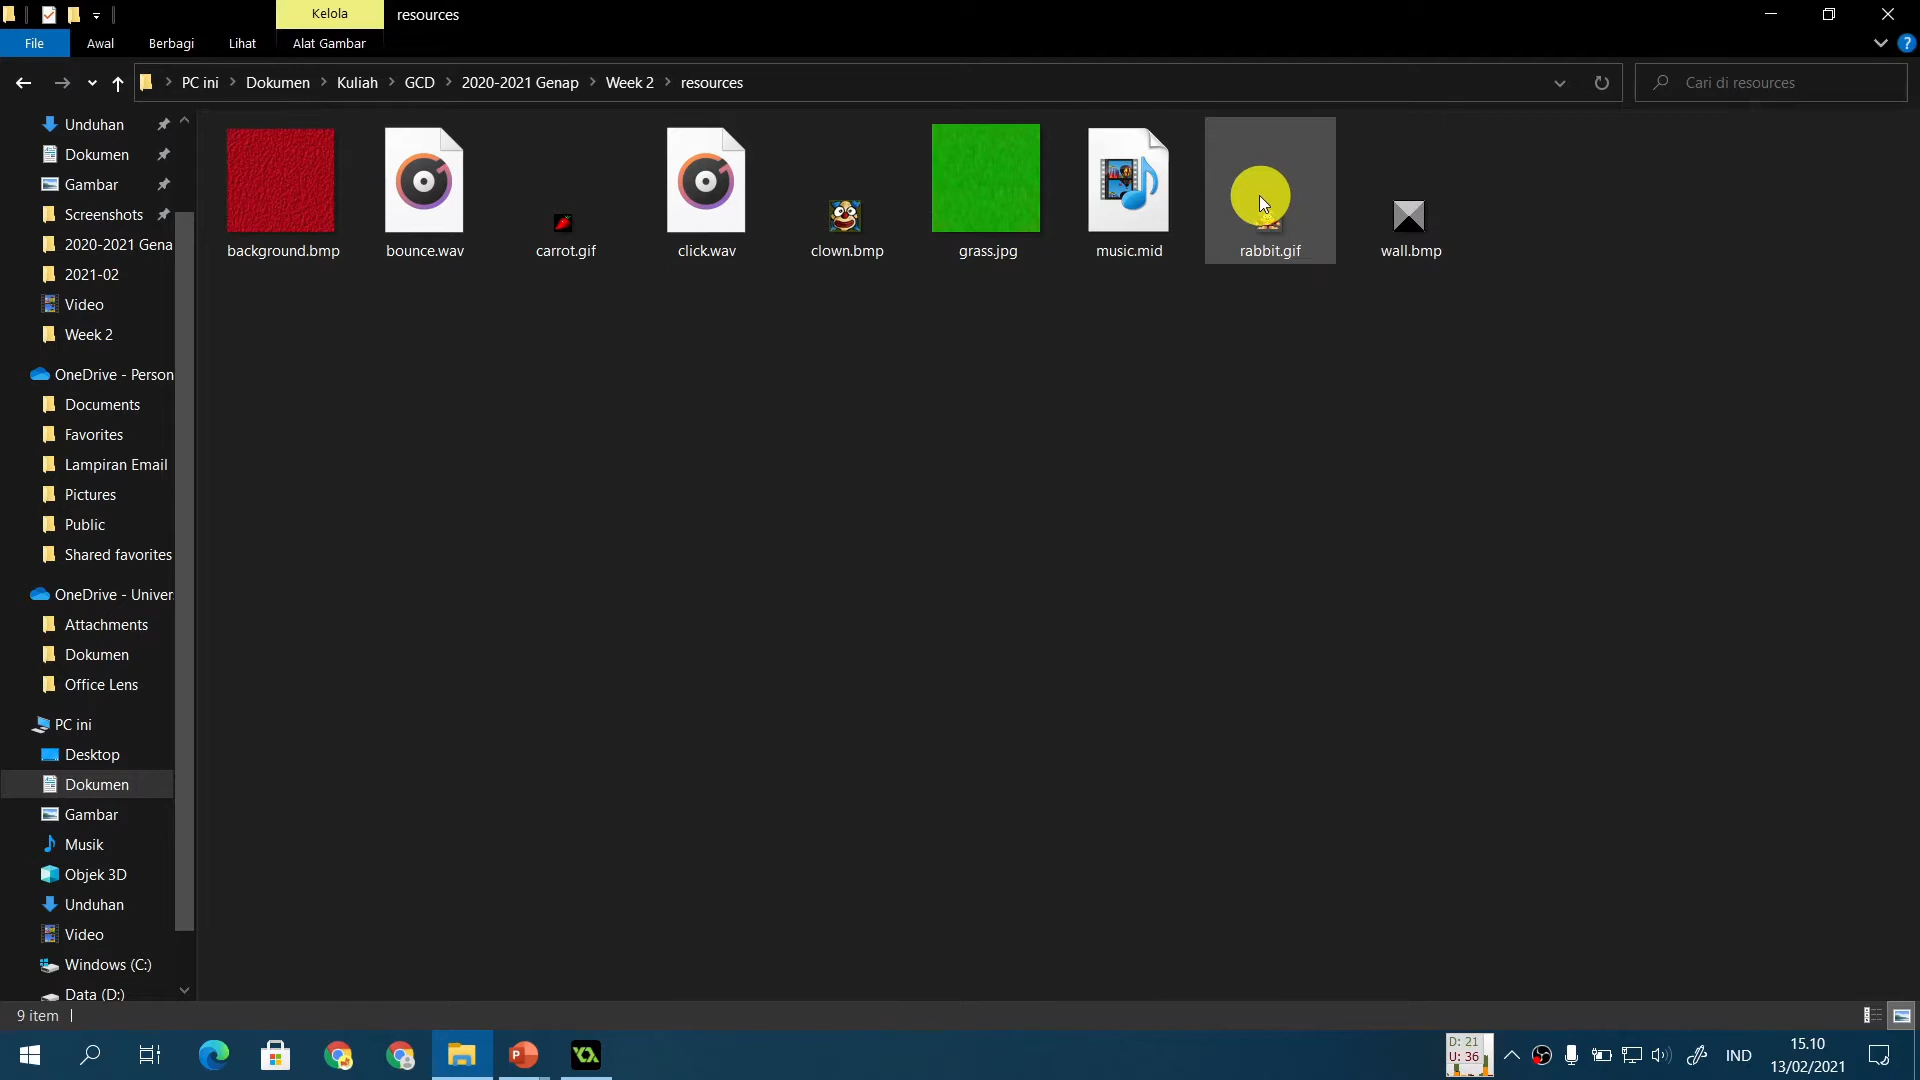 Kelola
resources
File
Awal
Berbagi
Lihat
Alat Gambar
PC ini
Dokumen
Kuliah
GCD
2020-2021 Genap
Week 2
resources
Cari di resources
Unduhan
Dokumen
Gambar
Screenshots
2020-2021 Gena
2021-02
Video
Week 2
OneDrive - Person
Documents
Favorites
Lampiran Email
Pictures
Public
Shared favorites
OneDrive - Univer
Attachments
Dokumen
Office Lens
PC ini
Desktop
Dokumen
Gambar
Musik
Objek 3D
Unduhan
Video
Windows (C:)
Data (D:)
background.bmp
bounce.wav
carrot.gif
click.wav
clown.bmp
grass.jpg
music.mid
rabbit.gif
wall.bmp
9 item
D: 21
U: 36
IND
15.10
13/02/2021